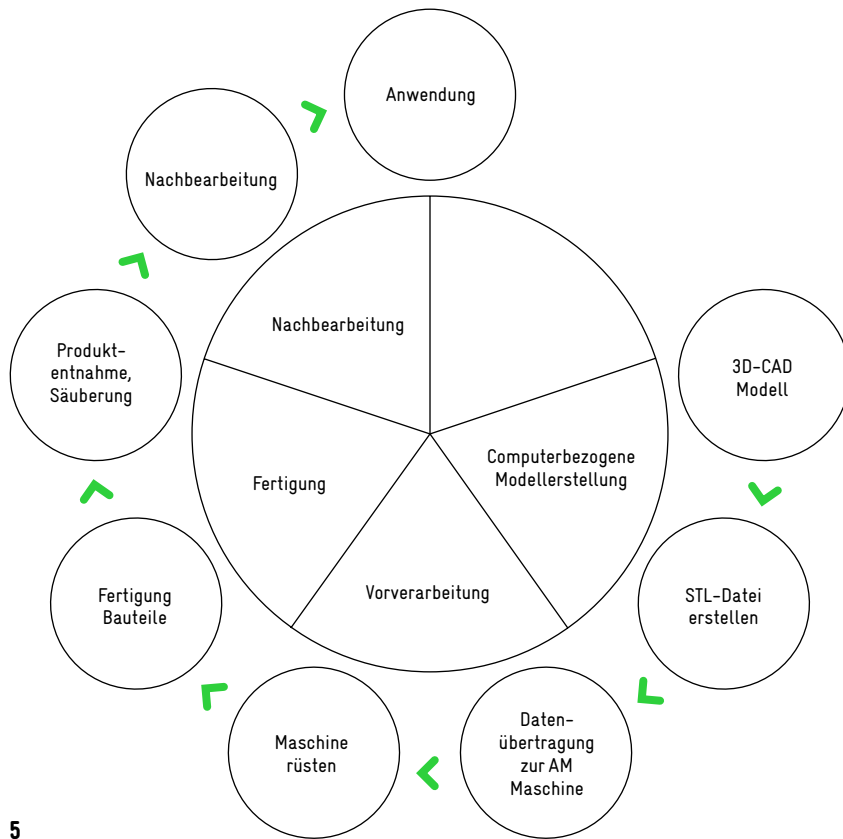 Anwendung
Nachbearbeitung
Nachbearbeitung
Produkt-
entnahme,
Säuberung
3D-CAD
Modell
Computerbezogene
Modellerstellung
Fertigung
Vorverarbeitung
Fertigung
Bauteile
STL-Datei
erstellen
Maschine
rüsten
Daten-
übertragung
zur AM
Maschine
5